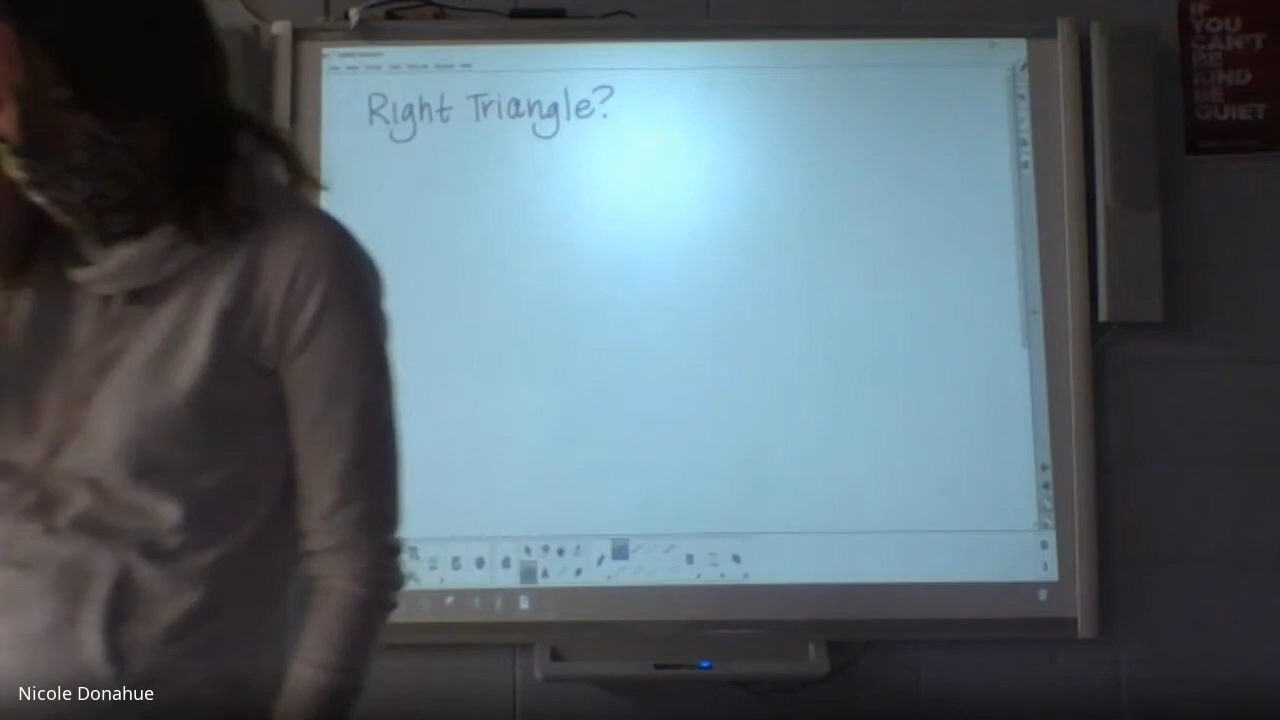 Right Triangle?
IF
YOU
CAN'T
BE
KIND
BE
QUIET
Nicole Donahue